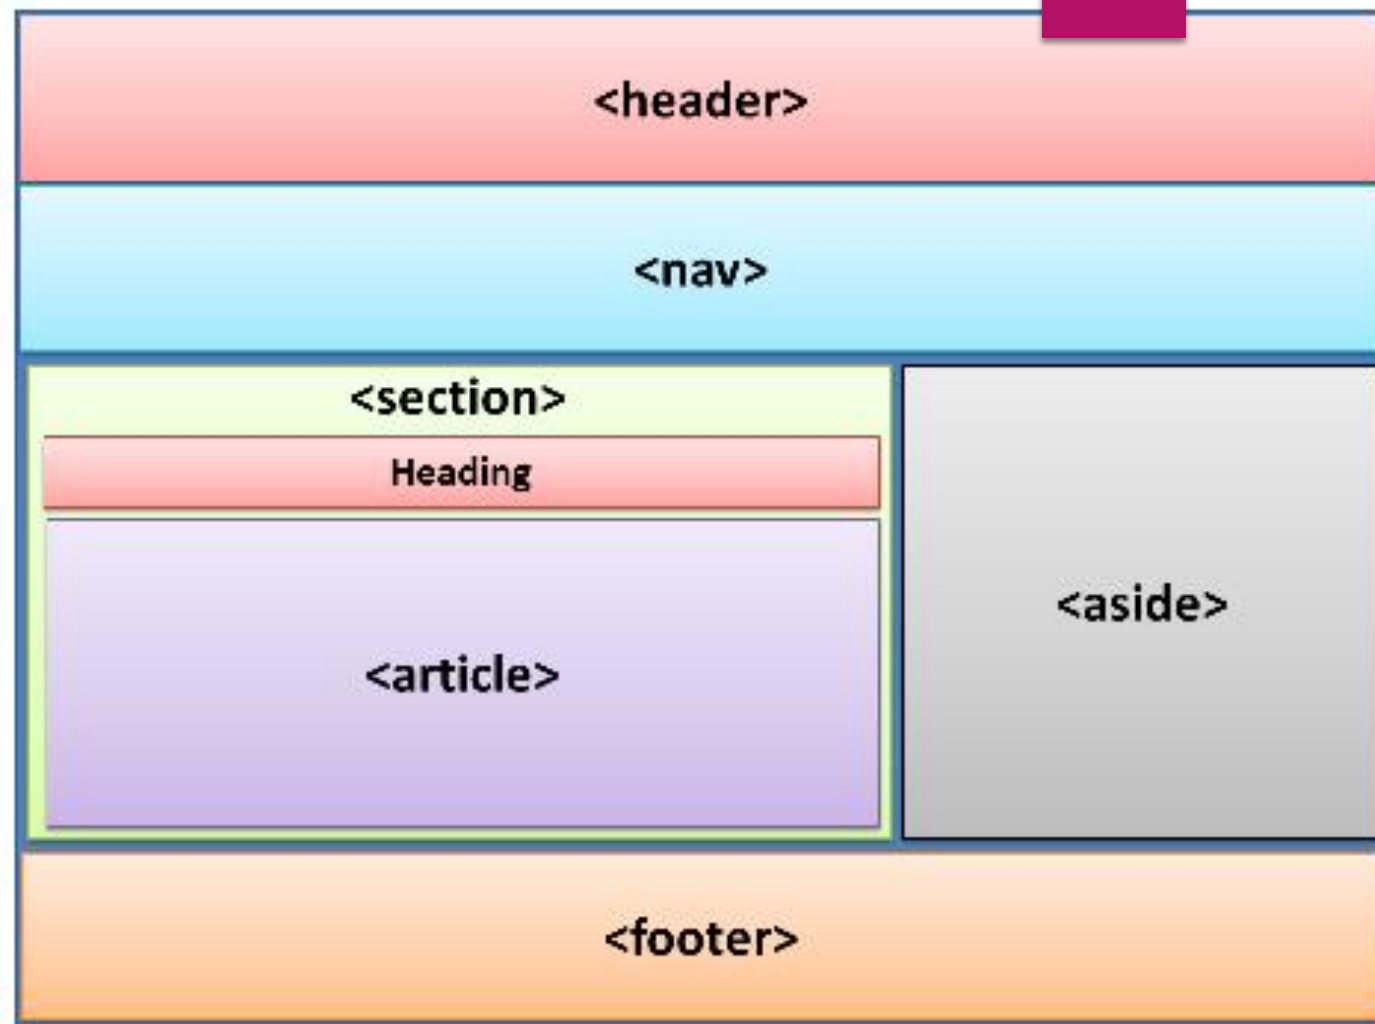 <header>
<nav>
<section>
Heading
<article>
<aside>
<footer>